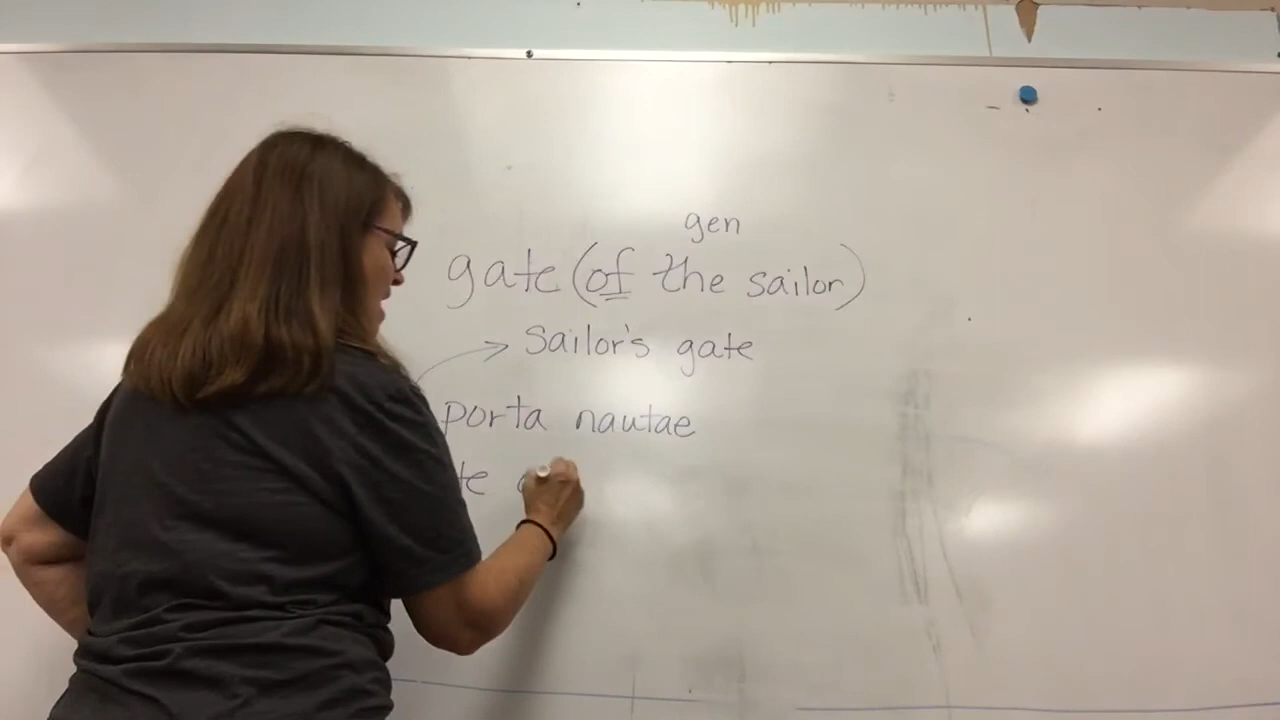 gen
gate (of the sailor)
sailor's gate
porta nautae